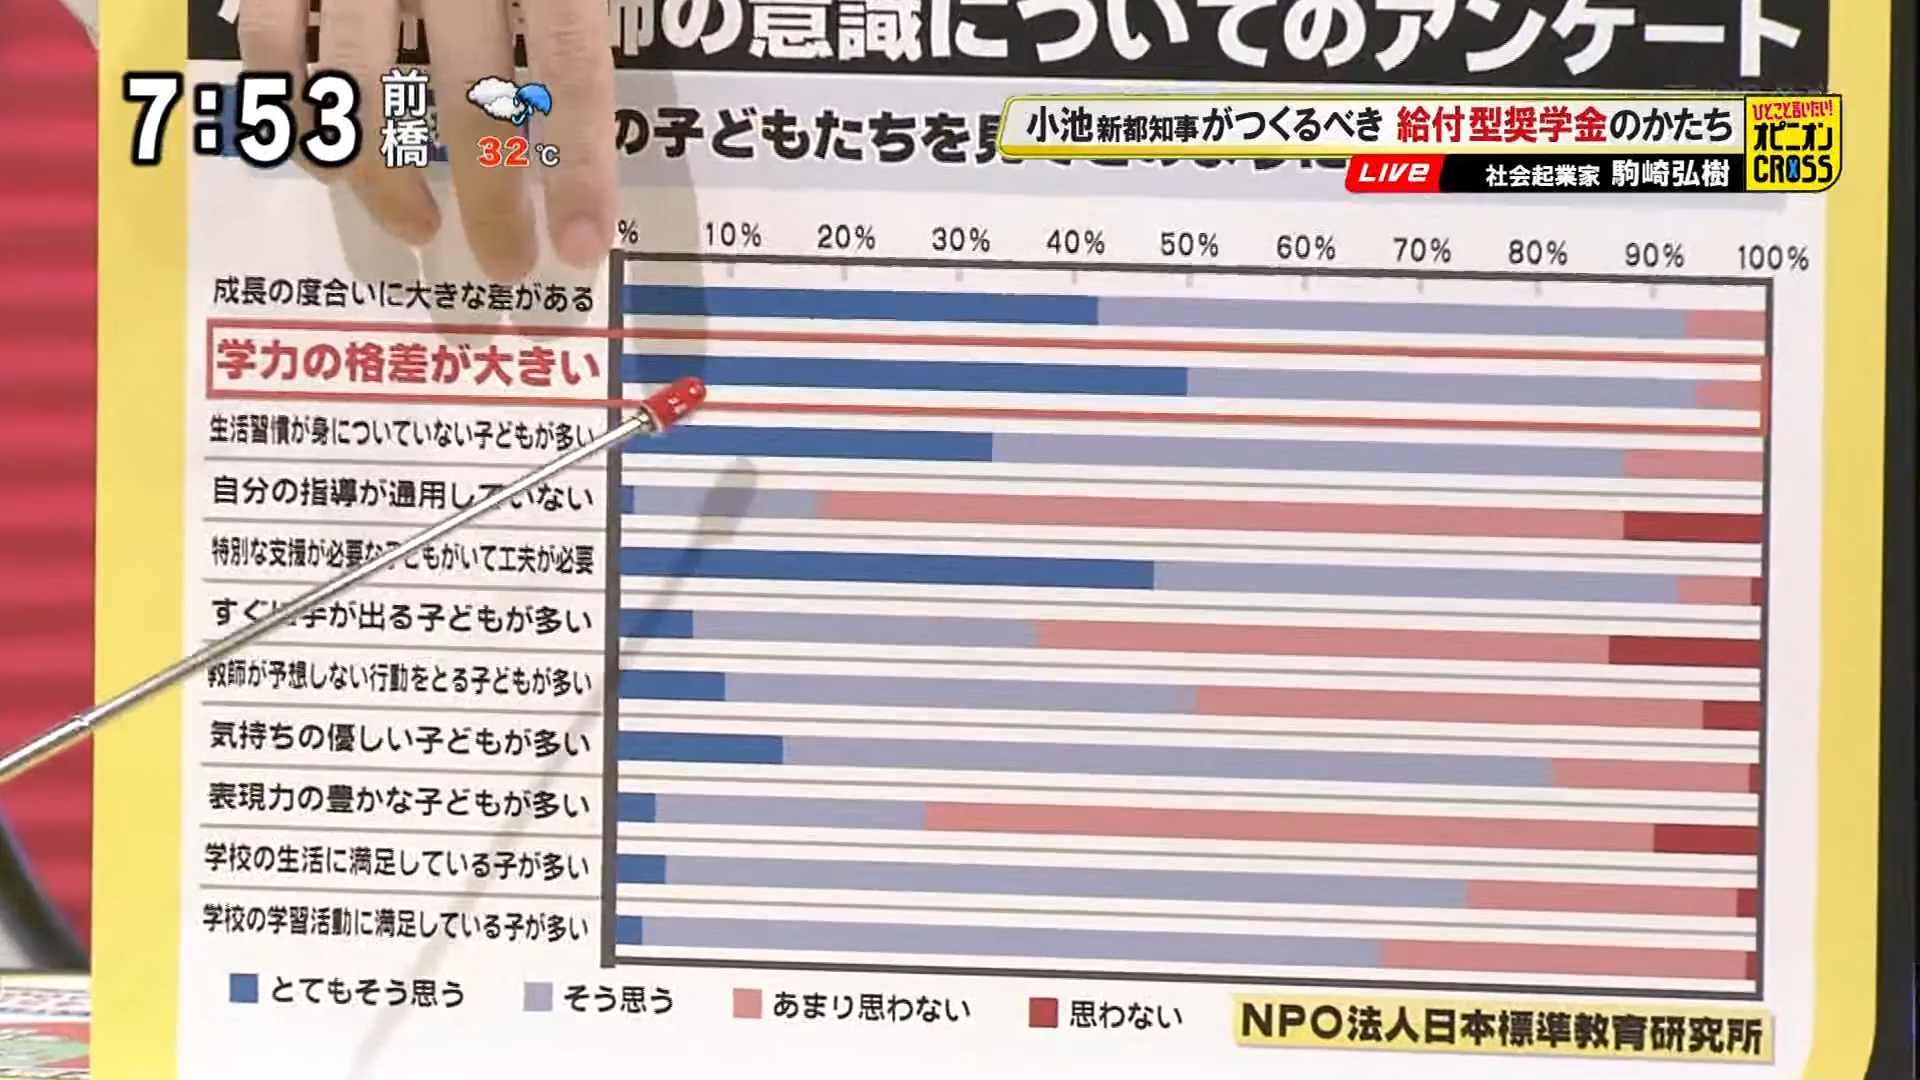 師の意識についてのアンケート
7:53
前橋
32℃
の子どもたちを見て
小池新都知事がつくるべき 給付型奨学金のかたち
LIVE
社会起業家 駒崎弘樹
ひとこと言いたい!
オピニオン
CROSS
% 10% 20% 30% 40% 50% 60% 70% 80% 90% 100%
成長の度合いに大きな差がある
学力の格差が大きい
生活習慣が身についていない子どもが多い
自分の指導が通用していない
特別な支援が必要な子どもがいて工夫が必要
すぐに手が出る子どもが多い
教師が予想しない行動をとる子どもが多い
気持ちの優しい子どもが多い
表現力の豊かな子どもが多い
学校の生活に満足している子が多い
学校の学習活動に満足している子が多い
とてもそう思う そう思う あまり思わない 思わない
NPO法人日本標準教育研究所